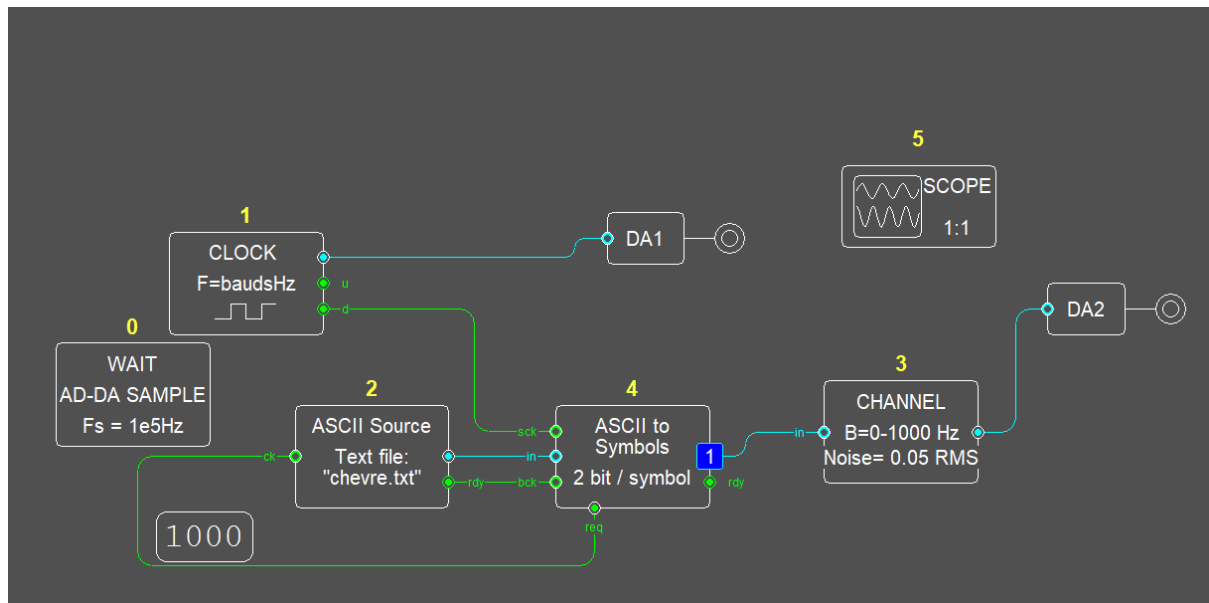 5
SCOPE
1:1
1
CLOCK
F=baudsHz
u
d
DA1
DA2
0
WAIT
AD-DA SAMPLE
Fs = 1e5Hz
2
ASCII Source
Text file:
"chevre.txt"
ck
rdy
4
ASCII to
Symbols
2 bit / symbol
sck
in
bck
1
rdy
req
3
CHANNEL
B=0-1000 Hz
Noise= 0.05 RMS
in
1000